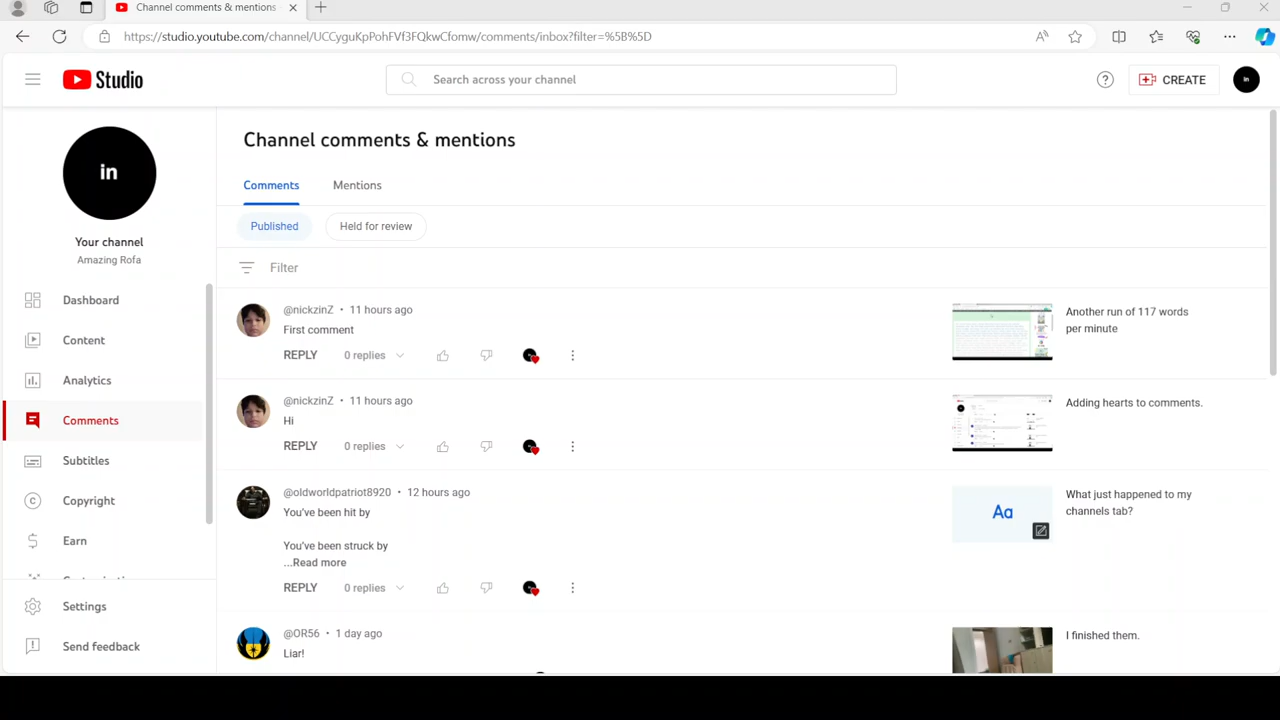 Channel comments & mentions
https://studio.youtube.com/channel/UCCyguKpPohFVf3FQkwCfomw/comments/inbox?filter=%5B%5D
Studio
Search across your channel
CREATE
in
in
Your channel
Amazing Rofa
Dashboard
Content
Analytics
Comments
Subtitles
Copyright
Earn
Settings
Send feedback
Channel comments & mentions
Comments
Mentions
Published
Held for review
Filter
@nickzinZ • 11 hours ago
First comment
REPLY
0 replies
Another run of 117 words
per minute
@nickzinZ • 11 hours ago
Hi
REPLY
0 replies
Adding hearts to comments.
@oldworldpatriot8920 • 12 hours ago
You've been hit by
You've been struck by
...Read more
REPLY
0 replies
Aa
What just happened to my
channels tab?
@OR56 • 1 day ago
Liar!
I finished them.